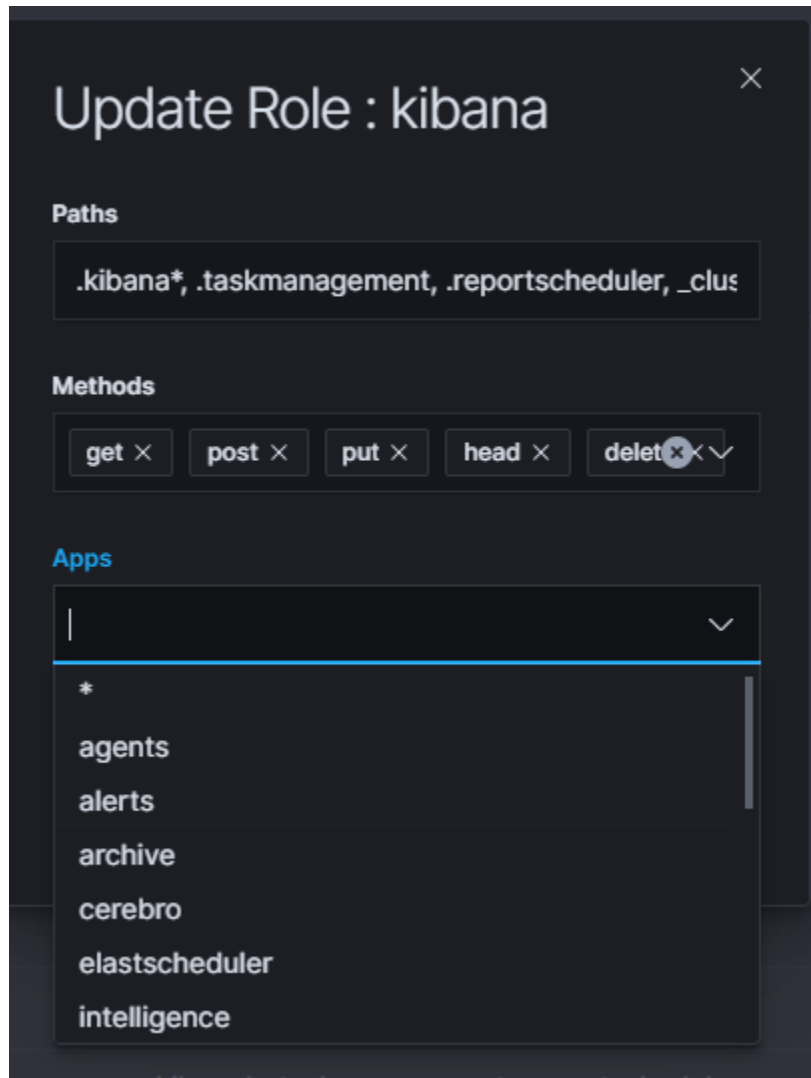 Update Role : kibana
Paths
.kibana*, .taskmanagement, .reportscheduler, _clus
Methods
get post put head delet
Apps
*
agents
alerts
archive
cerebro
elastscheduler
intelligence